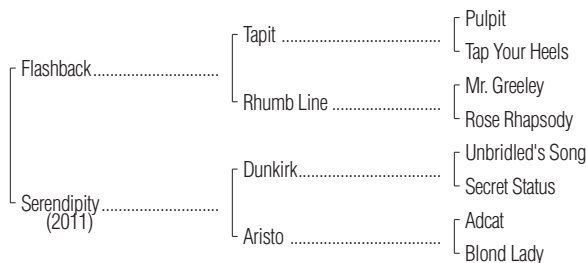 Pulpit
Tapit ........................................
Tap Your Heels
Flashback................................
Mr. Greeley
Rhumb Line ...........................
Rose Rhapsody
Unbridled's Song
Dunkirk....................................
Secret Status
Serendipity..............................
(2011)
Adcat
Aristo ......................................
Blond Lady